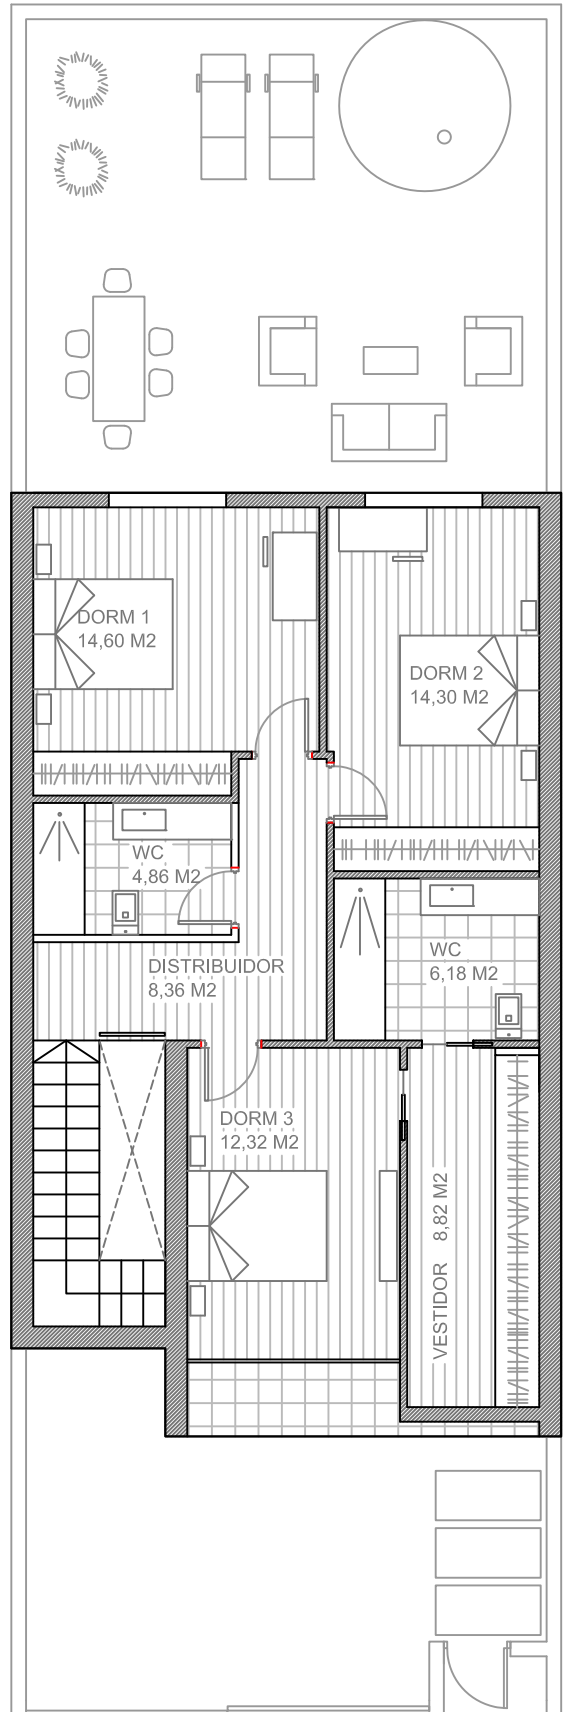 DORM 1
14,60 M2
DORM 2
14,30 M2
WC
4,86 M2
WC
6,18 M2
DISTRIBUIDOR
8,36 M2
DORM 3
12,32 M2
VESTIDOR 8,82 M2